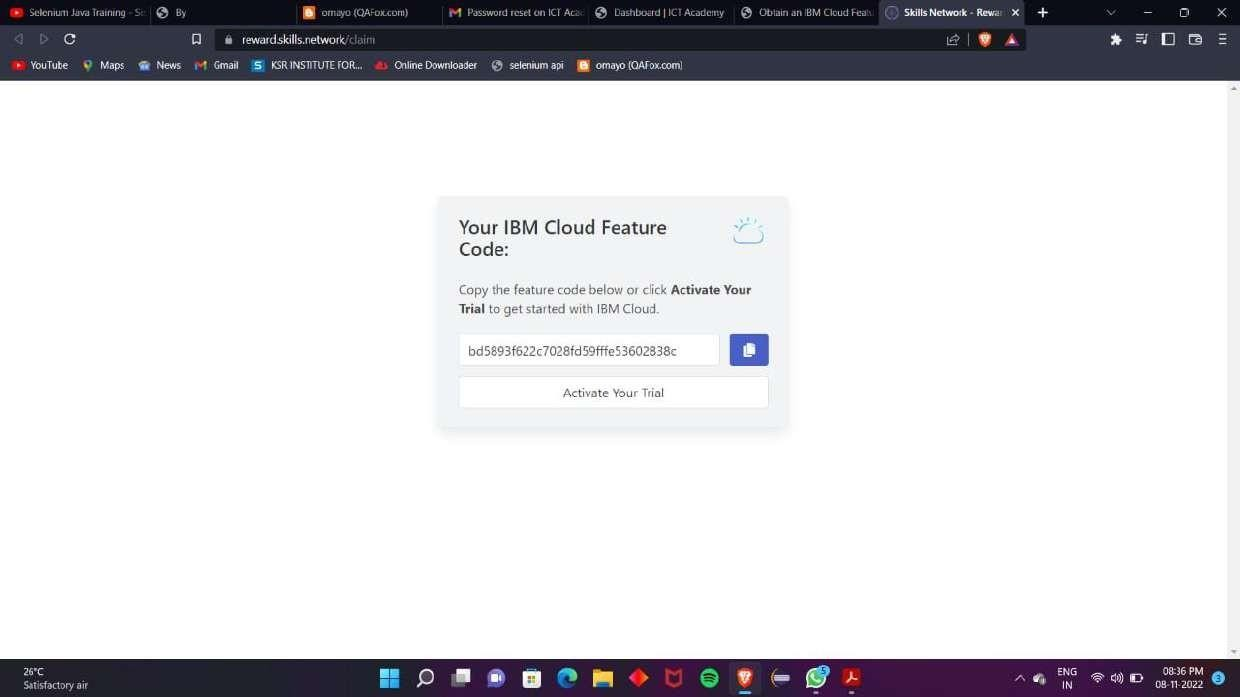 Selenium Java Training - Se
By
omayo (QAFox.com)
Password reset on ICT Acad
Dashboard | ICT Academy
Obtain an IBM Cloud Featu
Skills Network - Rewar
reward.skills.network/claim
YouTube
Maps
News
Gmail
KSR INSTITUTE FOR...
Online Downloader
selenium api
omayo (QAFox.com)
Your IBM Cloud Feature
Code:
Copy the feature code below or click Activate Your
Trial to get started with IBM Cloud.
bd5893f622c7028fd59fffe53602838c
Activate Your Trial
26°C
Satisfactory air
5
ENG
IN
08:36 PM
08-11-2022
3